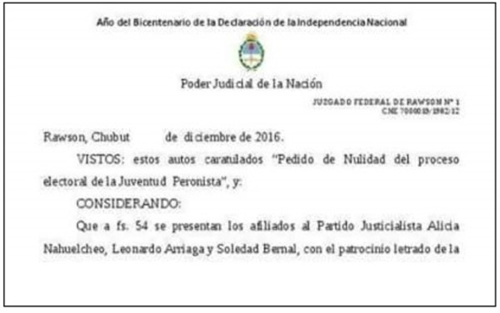 Año del Bicentenario de la Declaración de la Independencia Nacional
Poder Judicial de la Nación
JUZGADO FEDERAL DE RAWSON Nº 1
CNE 7000019/1982/12
Rawson, Chubut de diciembre de 2016.
VISTOS: estos autos caratulados "Pedido de Nulidad del proceso
electoral de la Juventud Peronista", y:
CONSIDERANDO:
Que a fs. 54 se presentan los afiliados al Partido Justicialista Alicia
Nahuelcheo, Leonardo Arriaga y Soledad Bernal, con el patrocinio letrado de la